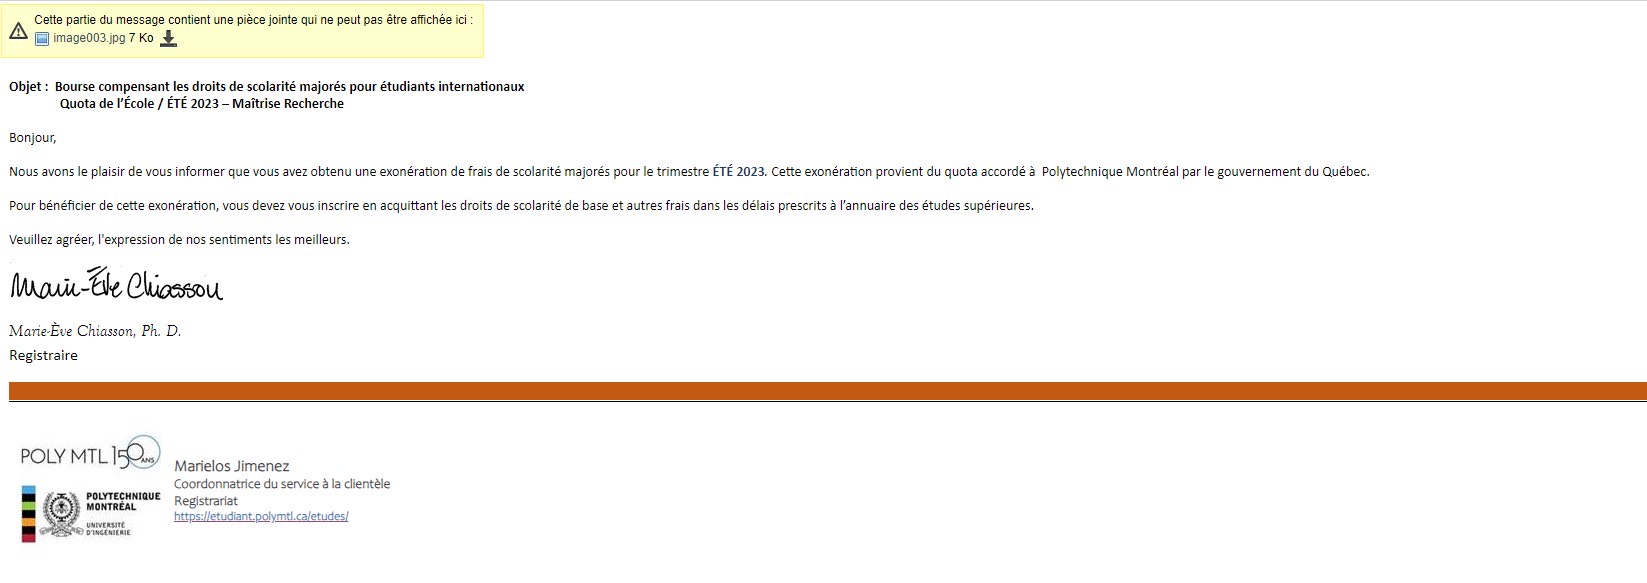 Cette partie du message contient une pièce jointe qui ne peut pas être affichée ici :
image003.jpg 7 Ko
Objet : Bourse compensant les droits de scolarité majorés pour étudiants internationaux
Quota de l’École / ÉTÉ 2023 – Maîtrise Recherche
Bonjour,
Nous avons le plaisir de vous informer que vous avez obtenu une exonération de frais de scolarité majorés pour le trimestre ÉTÉ 2023. Cette exonération provient du quota accordé à Polytechnique Montréal par le gouvernement du Québec.
Pour bénéficier de cette exonération, vous devez vous inscrire en acquittant les droits de scolarité de base et autres frais dans les délais prescrits à l’annuaire des études supérieures.
Veuillez agréer, l'expression de nos sentiments les meilleurs.
Marie-Ève Chiasson
Marie-Ève Chiasson, Ph. D.
Registraire
POLY MTL 150 ANS
POLYTECHNIQUE
MONTRÉAL
UNIVERSITÉ
D'INGÉNIERIE
Marielos Jimenez
Coordonnatrice du service à la clientèle
Registrariat
https://etudiant.polymtl.ca/etudes/